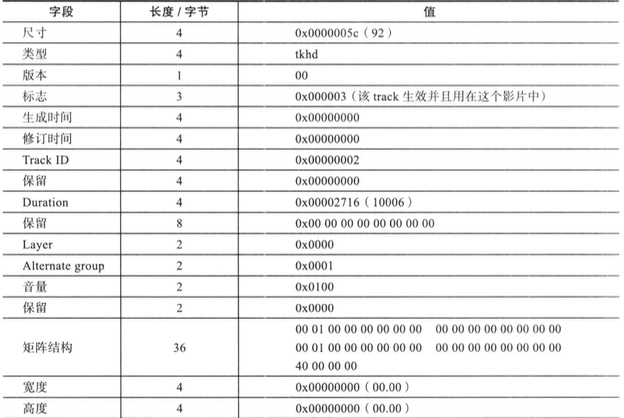 字段 长度 / 字节 值
尺寸 4 0x0000005c（92）
类型 4 tkhd
版本 1 00
标志 3 0x000003（该 track 生效并且用在这个影片中）
生成时间 4 0x00000000
修订时间 4 0x00000000
Track ID 4 0x00000002
保留 4 0x00000000
Duration 4 0x00002716（10006）
保留 8 0x00 00 00 00 00 00 00 00
Layer 2 0x0000
Alternate group 2 0x0001
音量 2 0x0100
保留 2 0x0000
矩阵结构 36 00 01 00 00 00 00 00 00 00 00 00 00 00 00 00 00
00 01 00 00 00 00 00 00 00 00 00 00 00 00 00 00
40 00 00 00
宽度 4 0x00000000（00.00）
高度 4 0x00000000（00.00）